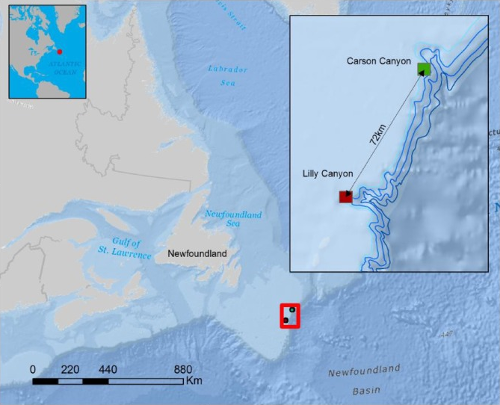 ATLANTIC
OCEAN
Labrador
Sea
Newfoundland
Sea
Gulf of
St. Lawrence
Newfoundland
Carson Canyon
72km
Lilly Canyon
0 220 440 880
Km
Newfoundland
Basin